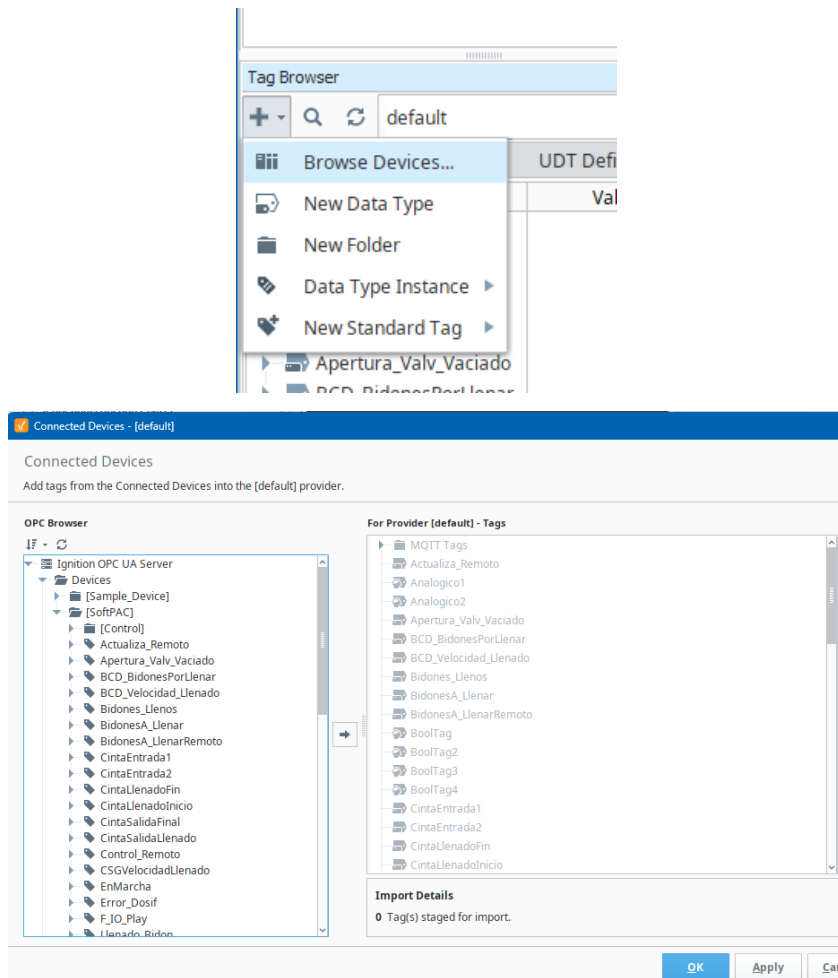 Tag Browser
default
Browse Devices...
UDT Defi
New Data Type
Val
New Folder
Data Type Instance
New Standard Tag
Apertura_Valv_Vaciado
BCD_BidonesPorLlenar
Connected Devices - [default]
Connected Devices
Add tags from the Connected Devices into the [default] provider.
OPC Browser
Ignition OPC UA Server
Devices
[Sample_Device]
[SoftPAC]
[Control]
Actualiza_Remoto
Apertura_Valv_Vaciado
BCD_BidonesPorLlenar
BCD_Velocidad_Llenado
Bidones_Llenos
BidonesA_Llenar
BidonesA_LlenarRemoto
CintaEntrada1
CintaEntrada2
CintaLlenadoFin
CintaLlenadoInicio
CintaSalidaFinal
CintaSalidaLlenado
Control_Remoto
CSGVelocidadLlenado
EnMarcha
Error_Dosif
F_IO_Play
Llenado_Bidon
For Provider [default] - Tags
MQTT Tags
Actualiza_Remoto
Analogico1
Analogico2
Apertura_Valv_Vaciado
BCD_BidonesPorLlenar
BCD_Velocidad_Llenado
Bidones_Llenos
BidonesA_Llenar
BidonesA_LlenarRemoto
BoolTag
BoolTag2
BoolTag3
BoolTag4
CintaEntrada1
CintaEntrada2
CintaLlenadoFin
CintaLlenadoInicio
Import Details
0 Tag(s) staged for import.
OK
Apply
Ca